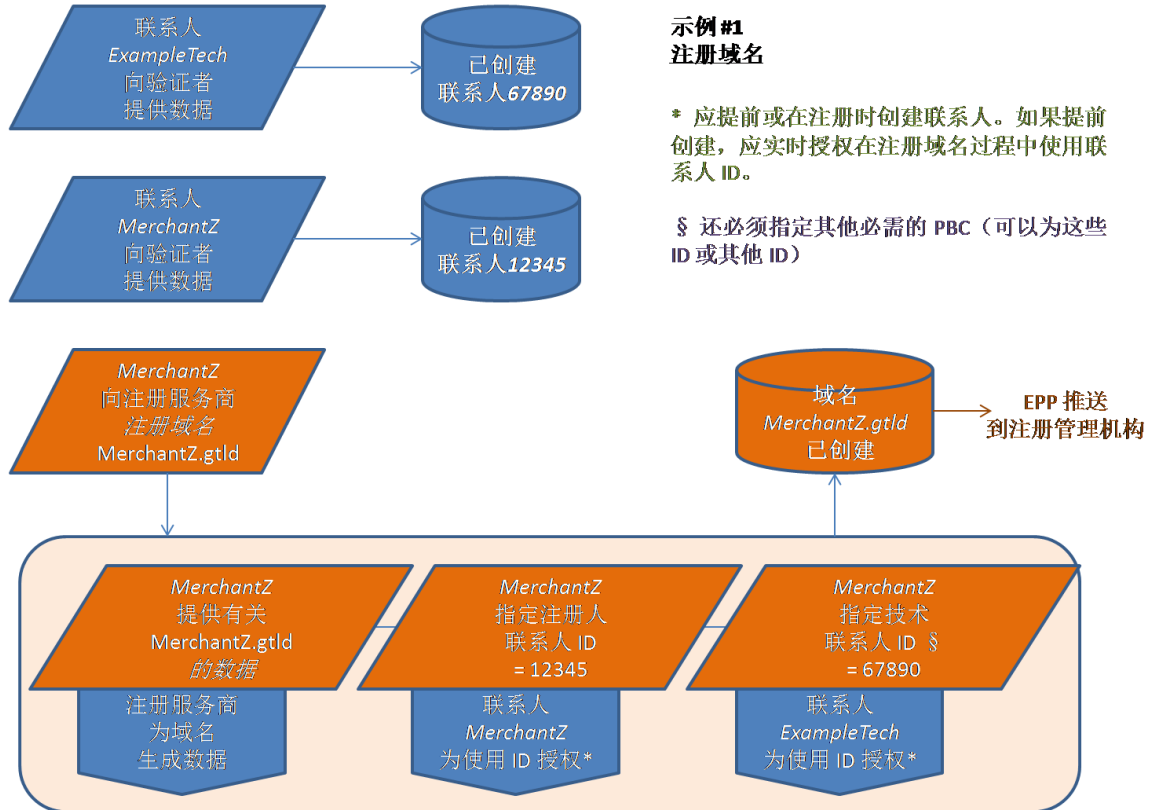 联系人
ExampleTech
向验证者
提供数据
已创建
联系人67890
示例 #1
注册域名
* 应提前或在注册时创建联系人。如果提前
创建，应实时授权在注册域名过程中使用联
系人 ID。
§ 还必须指定其他必需的 PBC（可以为这些
ID 或其他 ID）
联系人
MerchantZ
向验证者
提供数据
已创建
联系人12345
MerchantZ
向注册服务商
注册域名
MerchantZ.gtld
域名
MerchantZ.gtld
已创建
EPP 推送
到注册管理机构
MerchantZ
提供有关
MerchantZ.gtld
的数据
MerchantZ
指定注册人
联系人 ID
= 12345
MerchantZ
指定技术
联系人 ID §
= 67890
注册服务商
为域名
生成数据
联系人
MerchantZ
为使用 ID 授权*
联系人
ExampleTech
为使用 ID 授权*